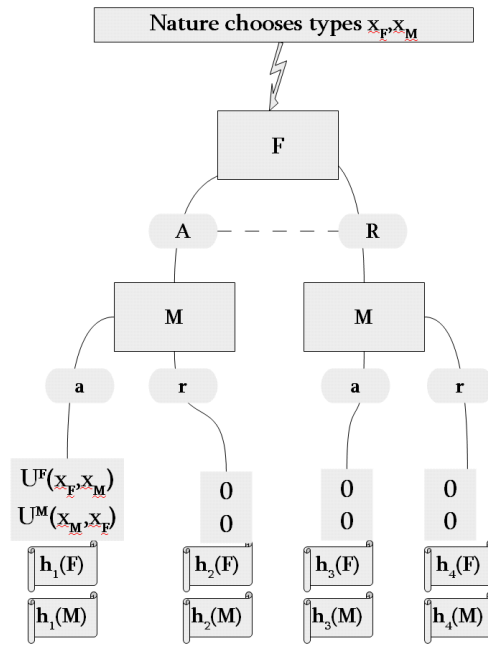 Nature chooses types x_F,x_M
F
A R
M M
a r a r
U^F(x_F,x_M) 0 0 0
U^M(x_M,x_F) 0 0 0
h_1(F) h_2(F) h_3(F) h_4(F)
h_1(M) h_2(M) h_3(M) h_4(M)